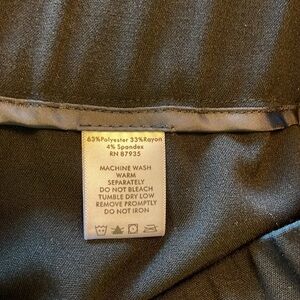 63%Polyester 33%Rayon
4% Spandex
RN 87935
MACHINE WASH
WARM
SEPARATELY
DO NOT BLEACH
TUMBLE DRY LOW
REMOVE PROMPTLY
DO NOT IRON